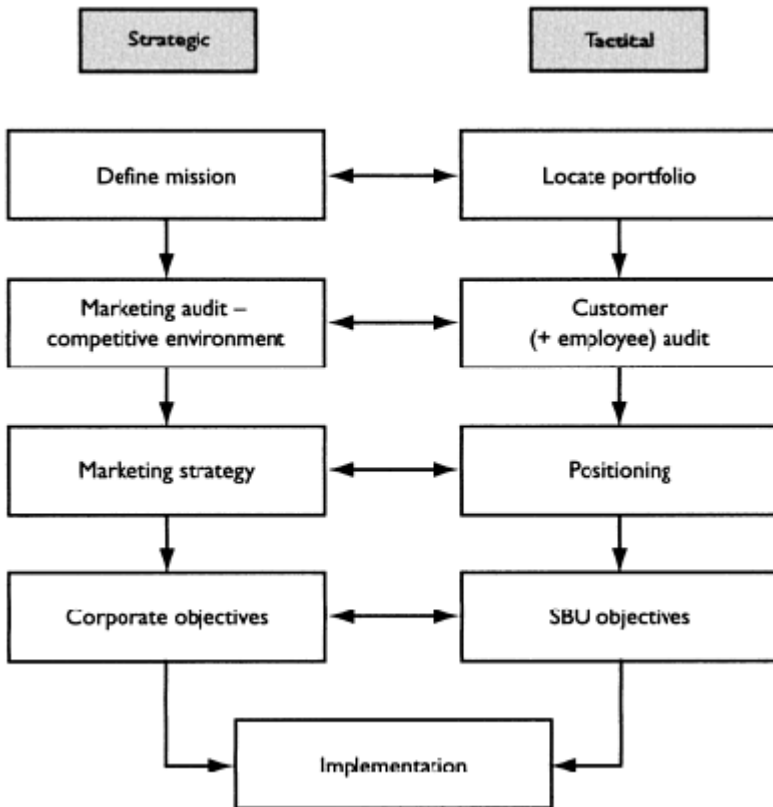 Strategic
Tactital
Define mission
Locate portfolio
Marketing audit –
competitive environment
Customer
(+ employee) audit
Marketing strategy
Positioning
Corporate objectives
SBU objectives
Implementation